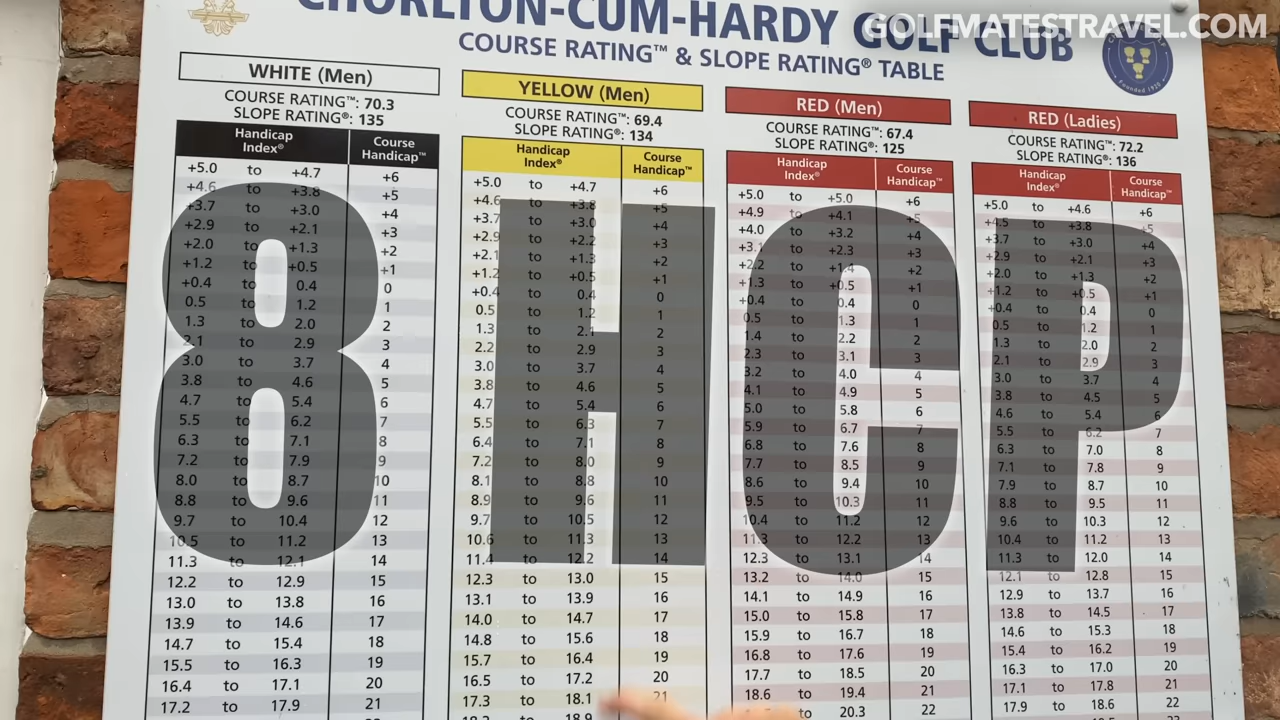 GOLFMATESTRAVEL.COM
CHORLTON-CUM-HARDY GOLF CLUB
COURSE RATING™ & SLOPE RATING® TABLE
WHITE (Men)
COURSE RATING™: 70.3
SLOPE RATING®: 135
Handicap Index® Course Handicap™
+5.0 to +4.7 +6
+4.6 to +3.8 +5
+3.7 to +3.0 +4
+2.9 to +2.1 +3
+2.0 to +1.3 +2
+1.2 to +0.5 +1
+0.4 to 0.4 0
0.5 to 1.2 1
1.3 to 2.0 2
2.1 to 2.9 3
3.0 to 3.7 4
3.8 to 4.6 5
4.7 to 5.4 6
5.5 to 6.2 7
6.3 to 7.1 8
7.2 to 7.9 9
8.0 to 8.7 10
8.8 to 9.6 11
9.7 to 10.4 12
10.5 to 11.2 13
11.3 to 12.1 14
12.2 to 12.9 15
13.0 to 13.8 16
13.9 to 14.6 17
14.7 to 15.4 18
15.5 to 16.3 19
16.4 to 17.1 20
17.2 to 17.9 21
YELLOW (Men)
COURSE RATING™: 69.4
SLOPE RATING®: 134
Handicap Index® Course Handicap™
+5.0 to +4.7 +6
+4.6 to +3.8 +5
+3.7 to +3.0 +4
+2.9 to +2.2 +3
+2.1 to +1.3 +2
+1.2 to +0.5 +1
+0.4 to 0.4 0
0.5 to 1.2 1
1.3 to 2.1 2
2.2 to 2.9 3
3.0 to 3.7 4
3.8 to 4.6 5
4.7 to 5.4 6
5.5 to 6.3 7
6.4 to 7.1 8
7.2 to 8.0 9
8.1 to 8.8 10
8.9 to 9.6 11
9.7 to 10.5 12
10.6 to 11.3 13
11.4 to 12.2 14
12.3 to 13.0 15
13.1 to 13.9 16
14.0 to 14.7 17
14.8 to 15.6 18
15.7 to 16.4 19
16.5 to 17.2 20
17.3 to 18.1 21
18.2 to 18.9
RED (Men)
COURSE RATING™: 67.4
SLOPE RATING®: 125
Handicap Index® Course Handicap™
+5.0 to +5.0 +6
+4.9 to +4.1 +5
+4.0 to +3.2 +4
+3.1 to +2.3 +3
+2.2 to +1.4 +2
+1.3 to +0.5 +1
+0.4 to 0.4 0
0.5 to 1.3 1
1.4 to 2.2 2
2.3 to 3.1 3
3.2 to 4.0 4
4.1 to 4.9 5
5.0 to 5.8 6
5.9 to 6.7 7
6.8 to 7.6 8
7.7 to 8.5 9
8.6 to 9.4 10
9.5 to 10.3 11
10.4 to 11.2 12
11.3 to 12.2 13
12.3 to 13.1 14
13.2 to 14.0 15
14.1 to 14.9 16
15.0 to 15.8 17
15.9 to 16.7 18
16.8 to 17.6 19
17.7 to 18.5 20
18.6 to 19.4 21
to 20.3 22
RED (Ladies)
COURSE RATING™: 72.2
SLOPE RATING®: 136
Handicap Index® Course Handicap™
+5.0 to +4.6 +6
+4.5 to +3.8 +5
+3.7 to +3.0 +4
+2.9 to +2.1 +3
+2.0 to +1.3 +2
+1.2 to +0.5 +1
+0.4 to 0.4 0
0.5 to 1.2 1
1.3 to 2.0 2
2.1 to 2.9 3
3.0 to 3.7 4
3.8 to 4.5 5
4.6 to 5.4 6
5.5 to 6.2 7
6.3 to 7.0 8
7.1 to 7.8 9
7.9 to 8.7 10
8.8 to 9.5 11
9.6 to 10.3 12
10.4 to 11.2 13
11.3 to 12.0 14
12.1 to 12.8 15
12.9 to 13.7 16
13.8 to 14.5 17
14.6 to 15.3 18
15.4 to 16.2 19
16.3 to 17.0 20
17.1 to 17.8 21
17.9 to 18.6 22
8 HCP